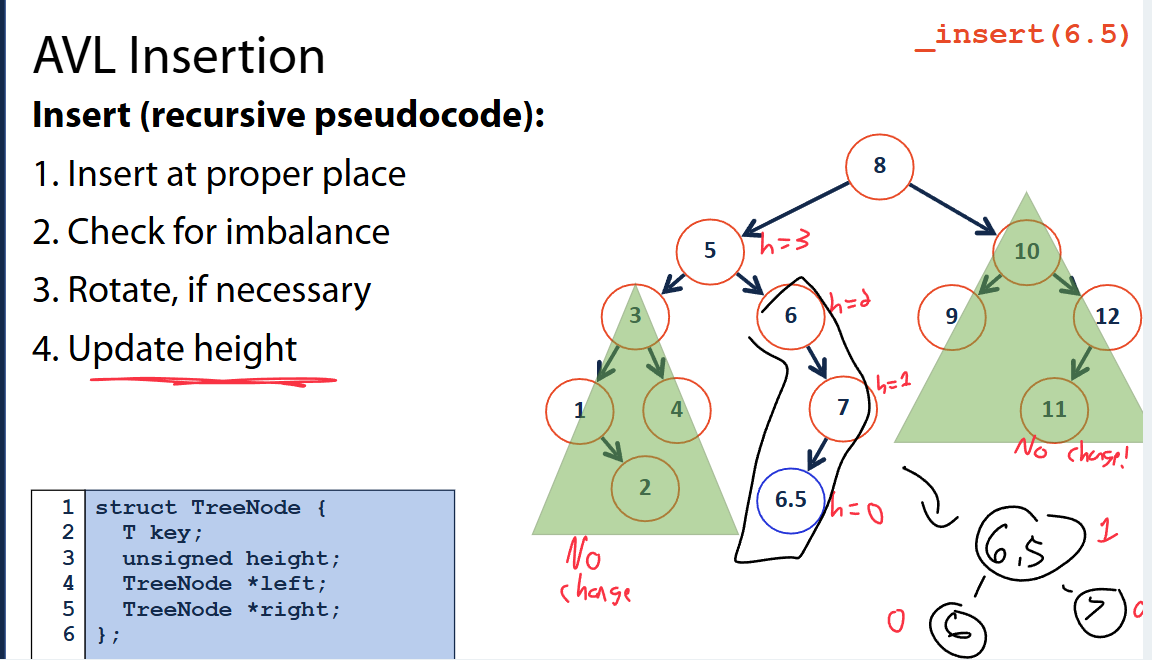 AVL Insertion
_insert(6.5)
Insert (recursive pseudocode):
1. Insert at proper place
2. Check for imbalance
3. Rotate, if necessary
4. Update height
8
5
h=3
10
3
6
h=2
9
12
1
4
7
h=1
11
No change!
2
6.5
h=0
No
change
6.5
1
0
6
7
0
1 struct TreeNode {
2 T key;
3 unsigned height;
4 TreeNode *left;
5 TreeNode *right;
6 };